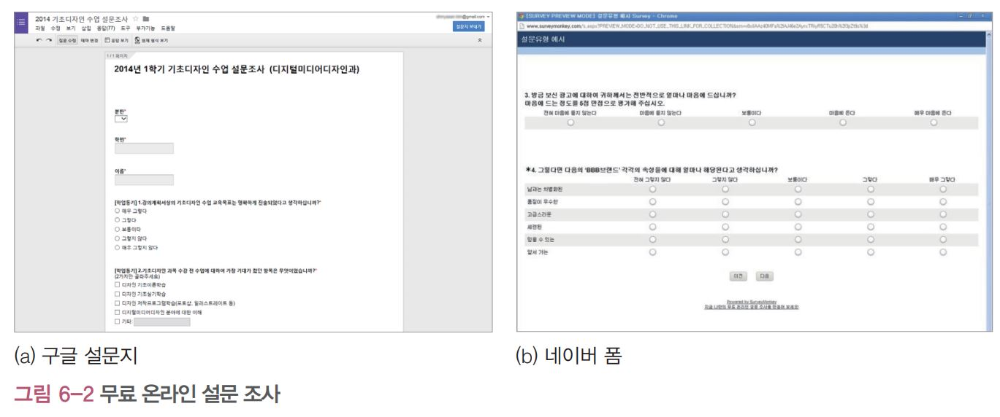 2014 기초디자인 수업 설문조사
@gmail.com
파일 수정 보기 삽입 응답(77) 도구 부가기능 도움말
설문지 보내기
설문 수정 테마 변경 응답 보기 현재 형식 보기
1/1 페이지
2014년 1학기 기초디자인 수업 설문조사 (디지털미디어디자인과)
분반*
학번*
이름*
[학업동기] 1.강의계획서상의 기초디자인 수업 교육목표는 명확하게 진술되었다고 생각하십니까?*
매우 그렇다
그렇다
보통이다
그렇지 않다
매우 그렇지 않다
[학업동기] 2.기초디자인 과목 수강 전 수업에 대하여 가장 기대가 컸던 항목은 무엇이었습니까?*
(2가지만 골라주세요)
디자인 기초이론학습
디자인 기초실기학습
디자인 저작프로그램학습(포토샵, 일러스트레이트 등)
디지털미디어디자인 분야에 대한 이해
기타:
(a) 구글 설문지
[SURVEY PREVIEW MODE] 설문유형 예시 Survey - Chrome
www.surveymonkey.com/s.aspx?PREVIEW_MODE=DO_NOT_USE_THIS_LINK_FOR_COLLECTION
설문유형 예시
3. 방금 보신 광고에 대하여 귀하께서는 전반적으로 얼마나 마음에 드십니까?
마음에 드는 정도를 5점 만점으로 평가해 주십시오.
전혀 마음에 들지 않는다 마음에 들지 않는다 보통이다 마음에 든다 매우 마음에 든다
*4. 그렇다면 다음의 'BBB브랜드' 각각의 속성들에 대해 얼마나 해당된다고 생각하십니까?
전혀 그렇지 않다 그렇지 않다 보통이다 그렇다 매우 그렇다
남과는 차별화된
품질이 우수한
고급스러운
세련된
믿을 수 있는
앞서 가는
이전 다음
Powered by SurveyMonkey
지금 나만의 무료 온라인 설문 조사를 만들어 보세요!
(b) 네이버 폼
그림 6-2 무료 온라인 설문 조사